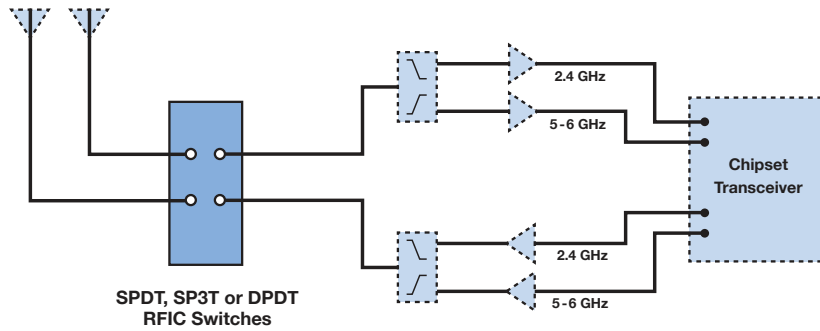 2.4 GHz
5-6 GHz
Chipset
Transceiver
2.4 GHz
5-6 GHz
SPDT, SP3T or DPDT
RFIC Switches